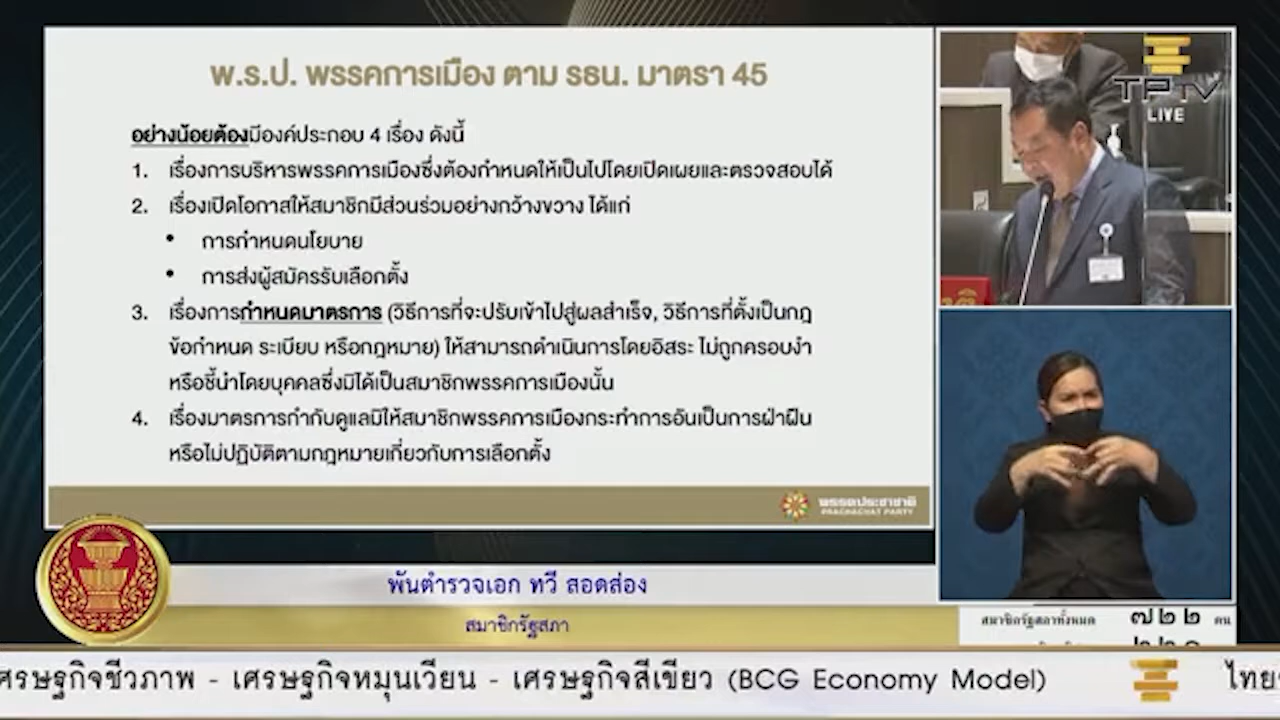 พ.ร.ป. พรรคการเมือง ตาม รธน. มาตรา 45
อย่างน้อยต้องมีองค์ประกอบ 4 เรื่อง ดังนี้
1. เรื่องการบริหารพรรคการเมืองซึ่งต้องกำหนดให้เป็นไปโดยเปิดเผยและตรวจสอบได้
2. เรื่องเปิดโอกาสให้สมาชิกมีส่วนร่วมอย่างกว้างขวาง ได้แก่
• การกำหนดนโยบาย
• การส่งผู้สมัครรับเลือกตั้ง
3. เรื่องการกำหนดมาตรการ (วิธีการที่จะปรับเข้าไปสู่ผลสำเร็จ, วิธีการที่ตั้งเป็นกฎ
ข้อกำหนด ระเบียบ หรือกฎหมาย) ให้สามารถดำเนินการโดยอิสระ ไม่ถูกครอบงำ
หรือชี้นำโดยบุคคลซึ่งมิได้เป็นสมาชิกพรรคการเมืองนั้น
4. เรื่องมาตรการกำกับดูแลมิให้สมาชิกพรรคการเมืองกระทำการอันเป็นการฝ่าฝืน
หรือไม่ปฏิบัติตามกฎหมายเกี่ยวกับการเลือกตั้ง
พรรคประชาชาติ
PRACHACHAT PARTY
TPTV
LIVE
พันตำรวจเอก ทวี สอดส่อง
สมาชิกรัฐสภา
สมาชิกรัฐสภาทั้งหมด ๗๒๒ คน
เศรษฐกิจชีวภาพ - เศรษฐกิจหมุนเวียน - เศรษฐกิจสีเขียว (BCG Economy Model) ไทย